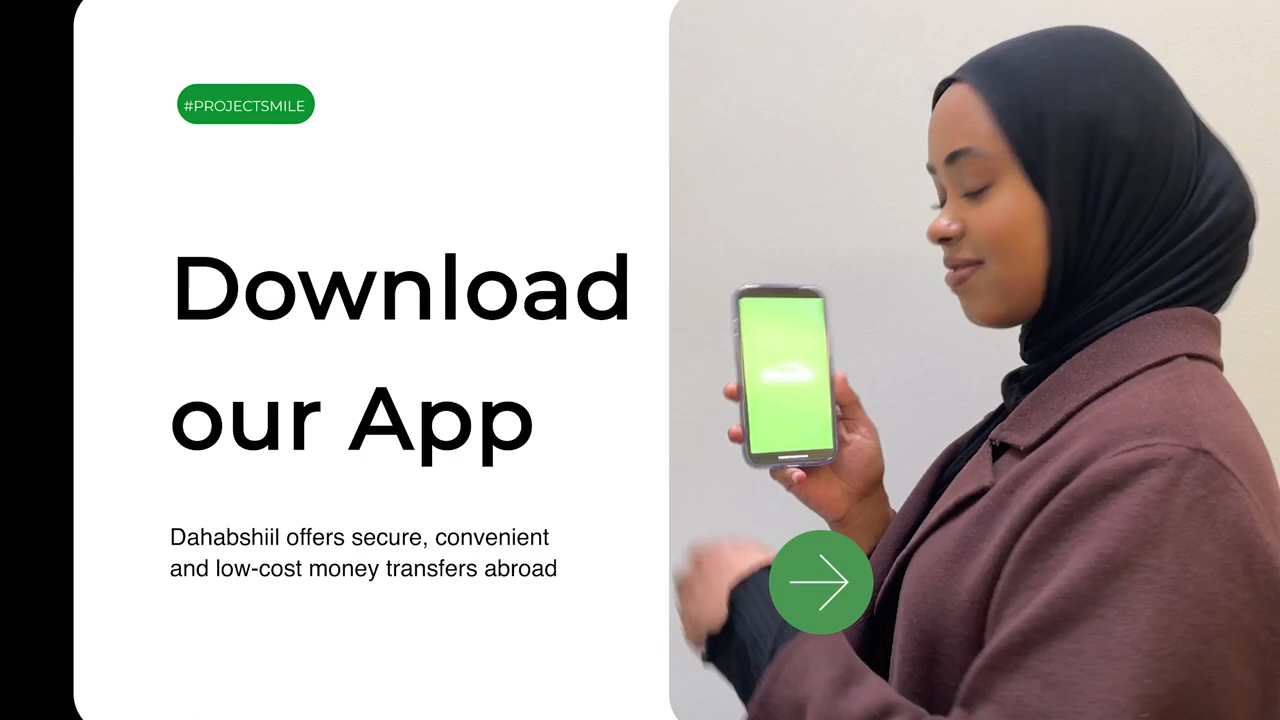 #PROJECTSMILE
Download
our App
Dahabshiil offers secure, convenient
and low-cost money transfers abroad